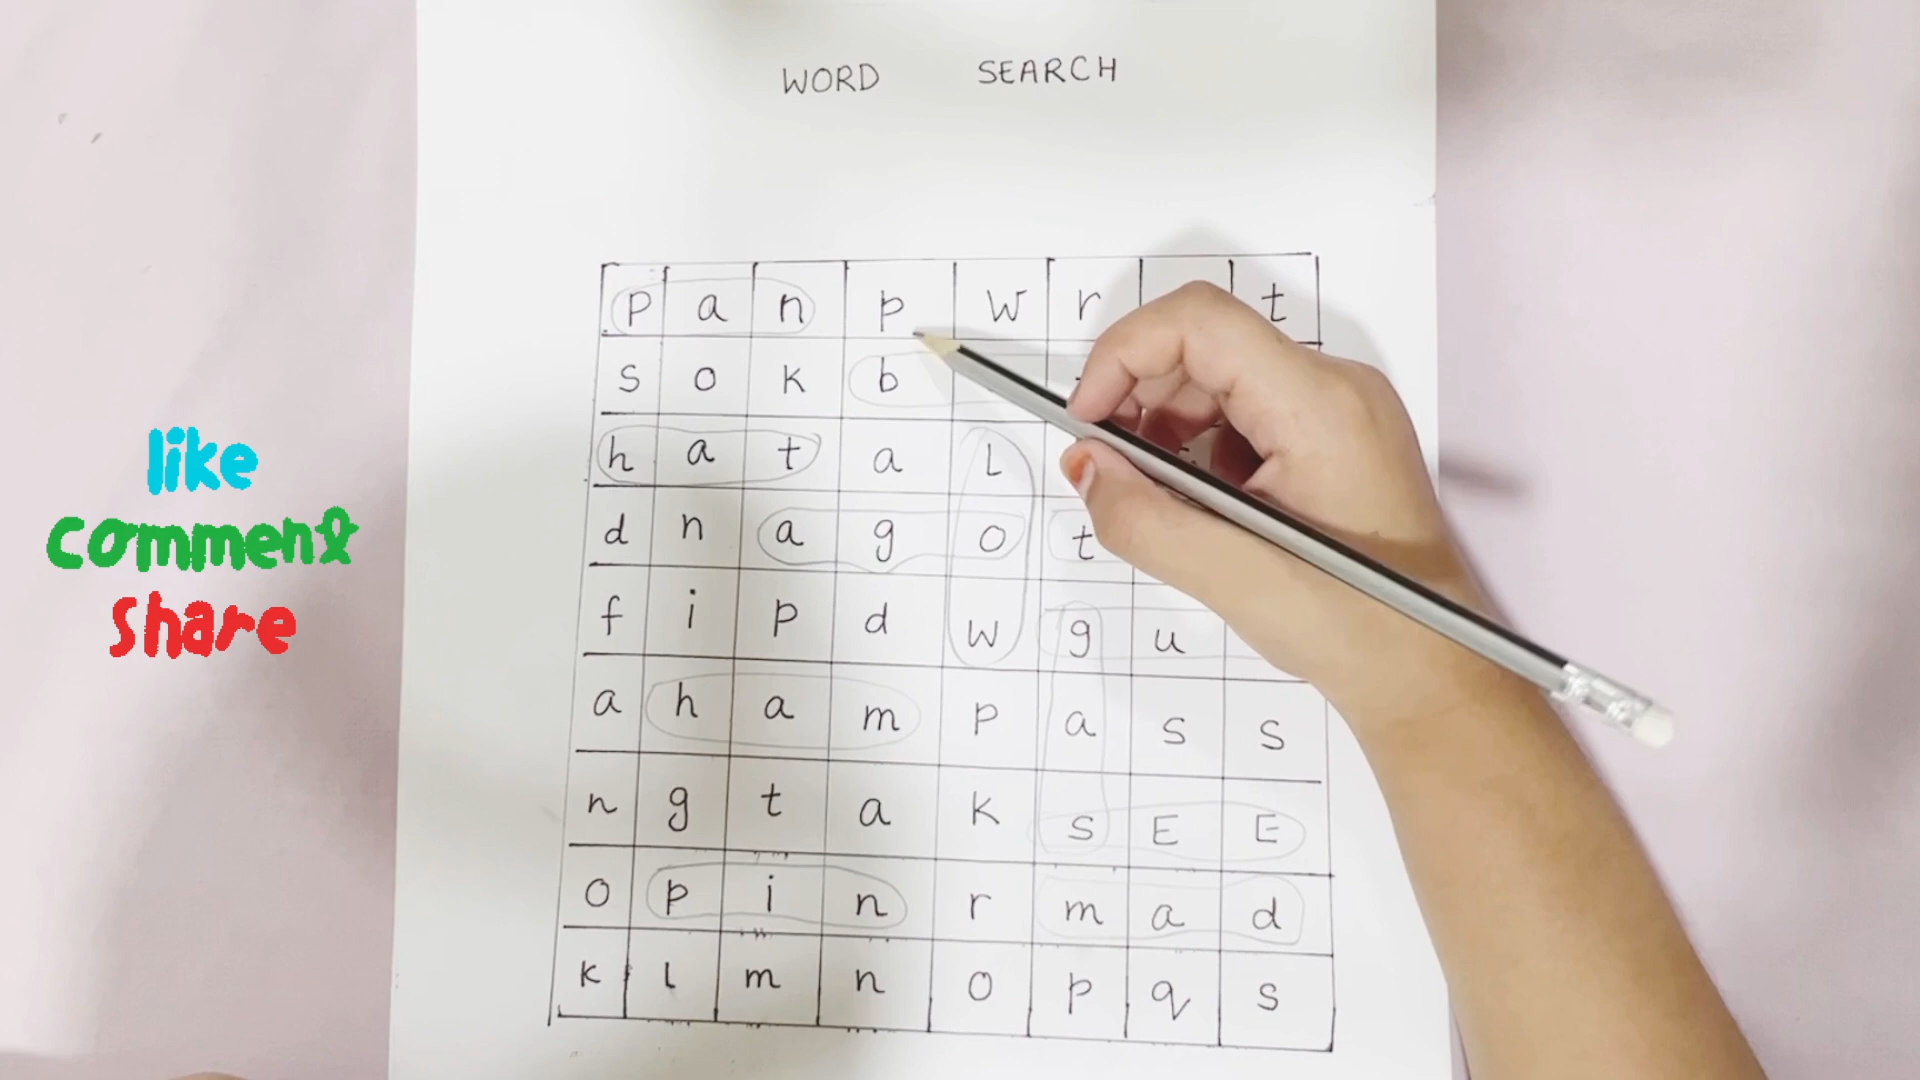 WORD SEARCH
p a n p w r t
s o k b
h a t a L
d n a g o t
f i p d w g u
a h a m p a s s
n g t a k s E E
o p i n r m a d
k l m n o p q s
like
comment
share